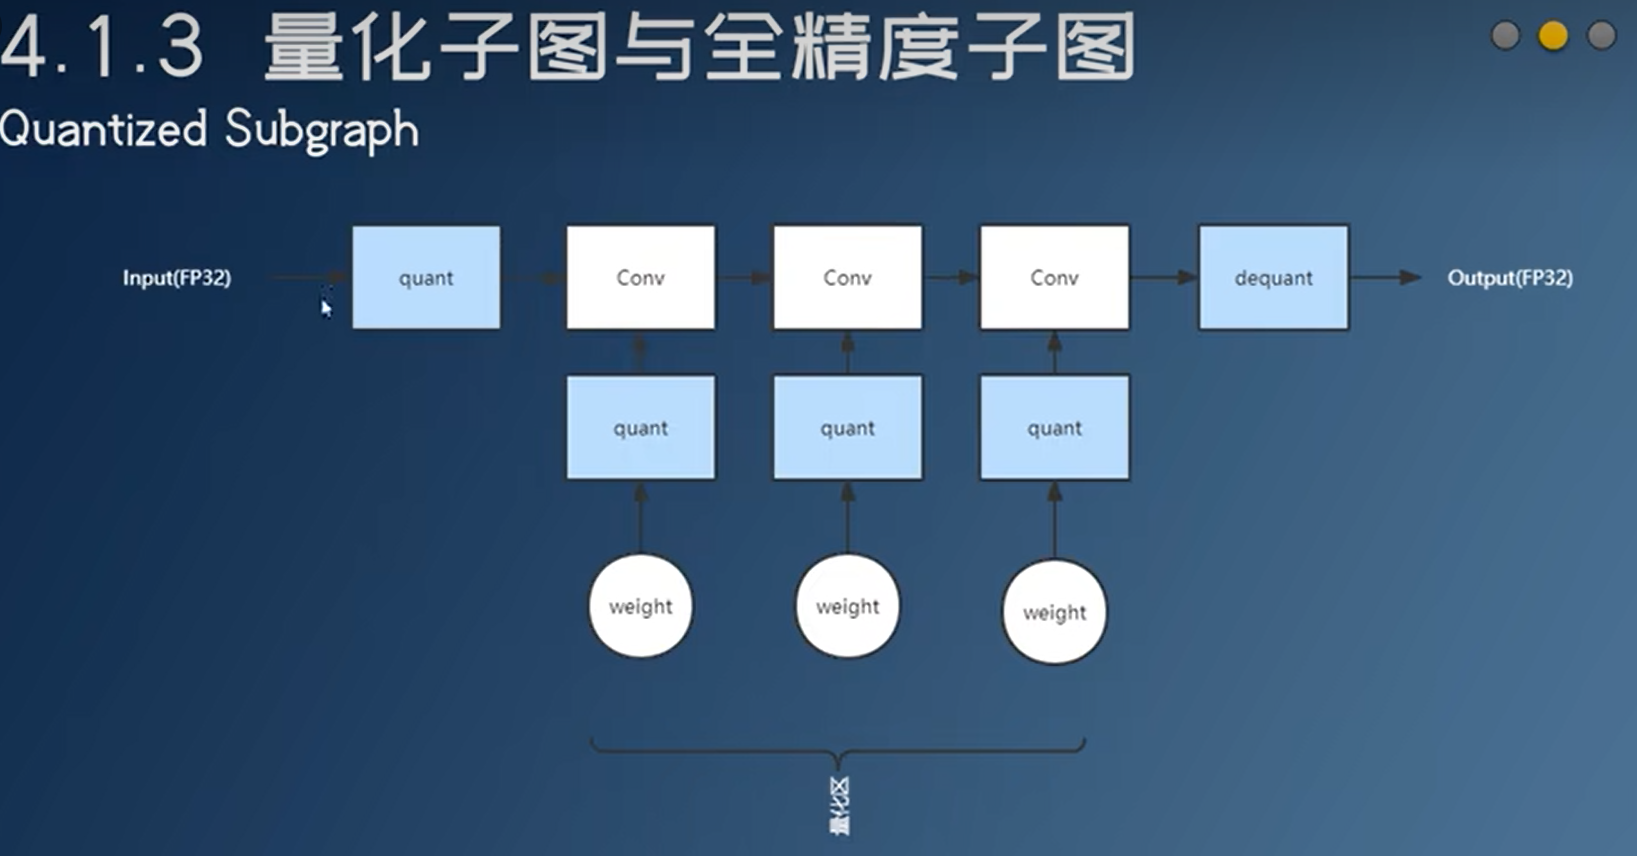 4.1.3 量化子图与全精度子图
Quantized Subgraph
Input(FP32)
quant
Conv
Conv
Conv
dequant
Output(FP32)
quant
quant
quant
weight
weight
weight
量化区